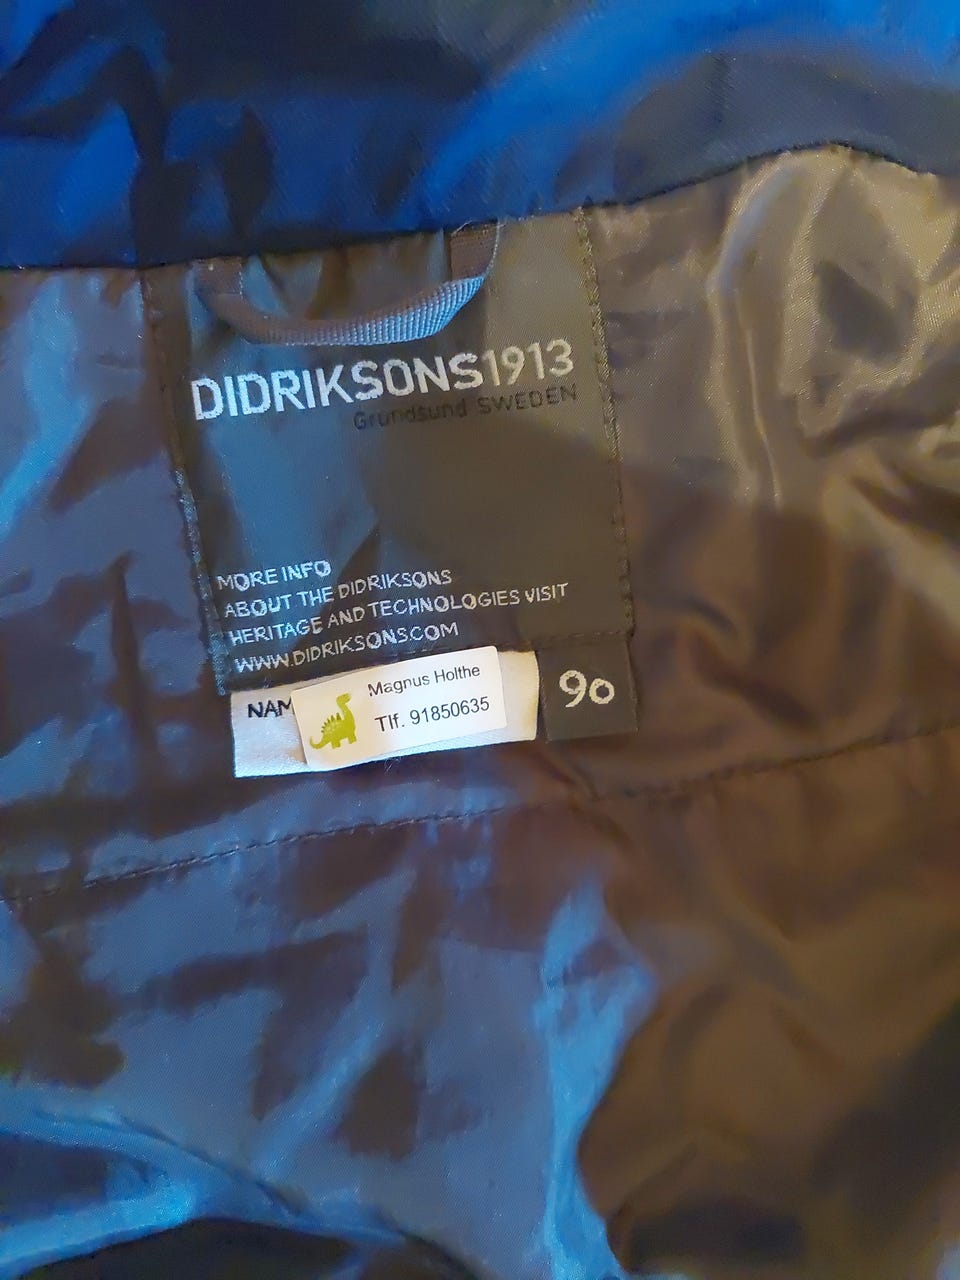 DIDRIKSONS1913
Grundsund SWEDEN
MORE INFO
ABOUT THE DIDRIKSONS
HERITAGE AND TECHNOLOGIES VISIT
WWW.DIDRIKSONS.COM
NAM
Magnus Holthe
Tlf. 91850635
90